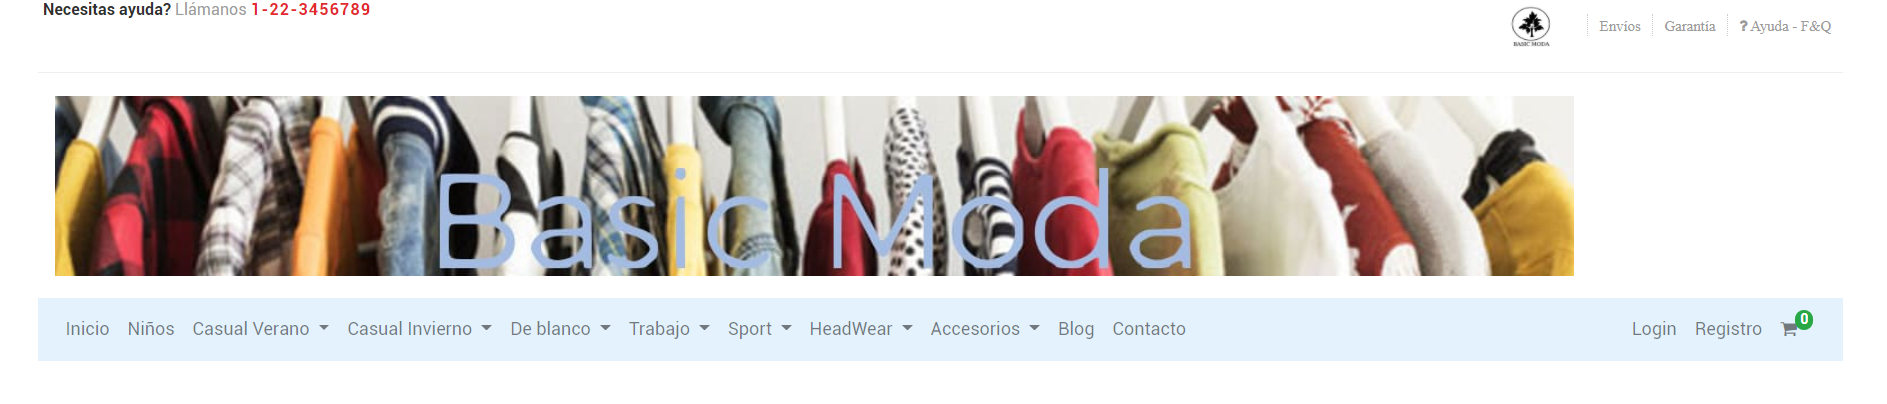 Necesitas ayuda? Llámanos 1-22-3456789
BASIC MODA
Envíos
Garantía
? Ayuda - F&Q
Basic Moda
Inicio Niños Casual Verano Casual Invierno De blanco Trabajo Sport HeadWear Accesorios Blog Contacto Login Registro 0